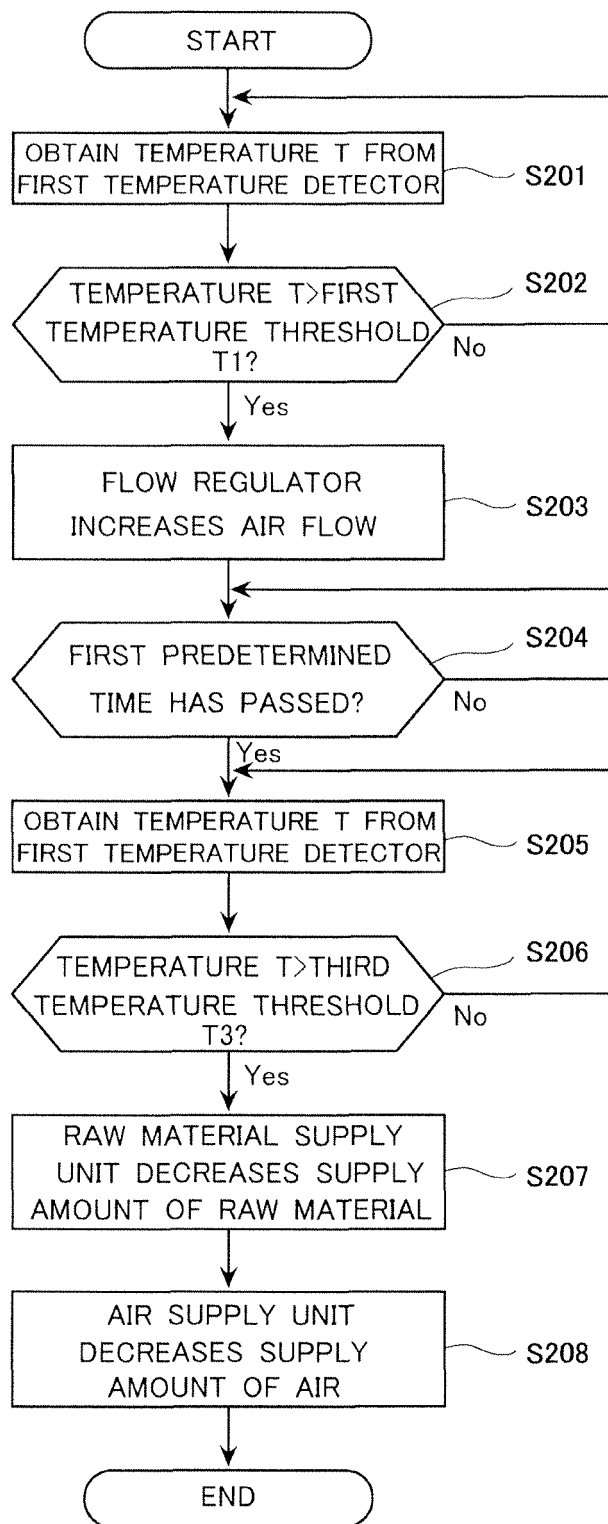 START
OBTAIN TEMPERATURE T FROM
FIRST TEMPERATURE DETECTOR
S201
TEMPERATURE T>FIRST
TEMPERATURE THRESHOLD
T1?
S202
No
Yes
FLOW REGULATOR
INCREASES AIR FLOW
S203
FIRST PREDETERMINED
TIME HAS PASSED?
S204
No
Yes
OBTAIN TEMPERATURE T FROM
FIRST TEMPERATURE DETECTOR
S205
TEMPERATURE T>THIRD
TEMPERATURE THRESHOLD
T3?
S206
No
Yes
RAW MATERIAL SUPPLY
UNIT DECREASES SUPPLY
AMOUNT OF RAW MATERIAL
S207
AIR SUPPLY UNIT
DECREASES SUPPLY
AMOUNT OF AIR
S208
END